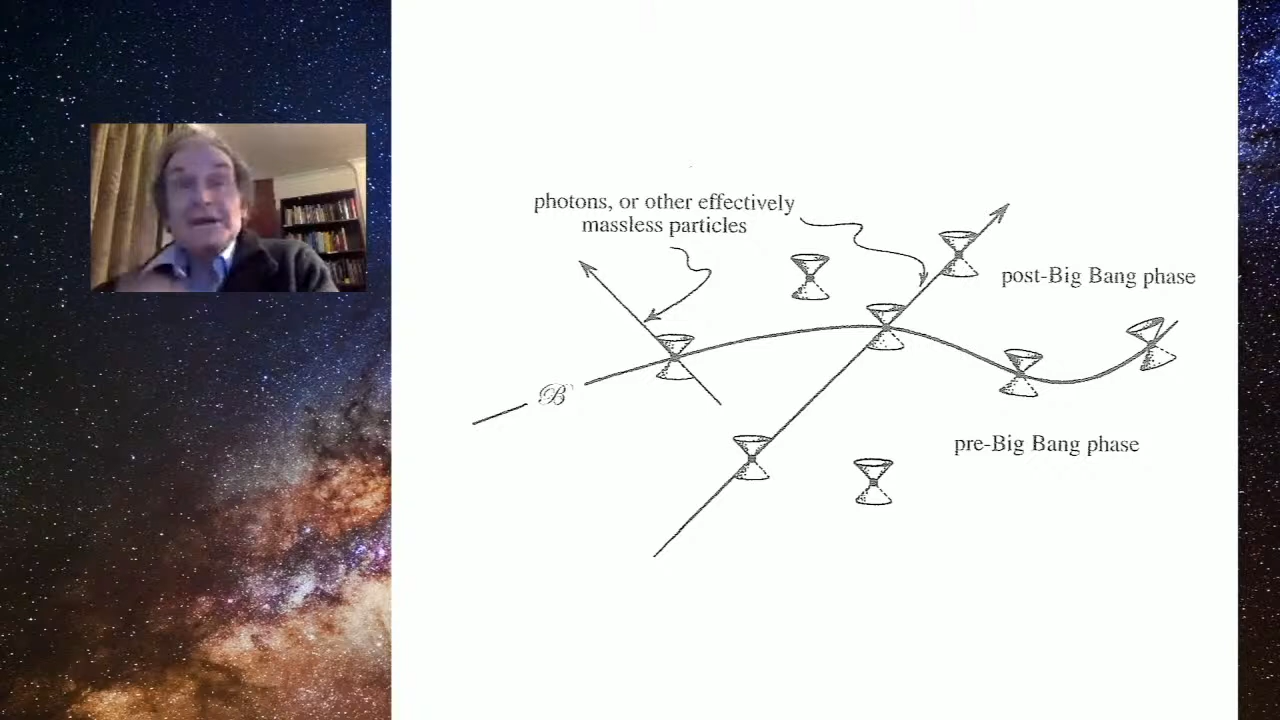 photons, or other effectively
massless particles
post-Big Bang phase
ℬ
pre-Big Bang phase